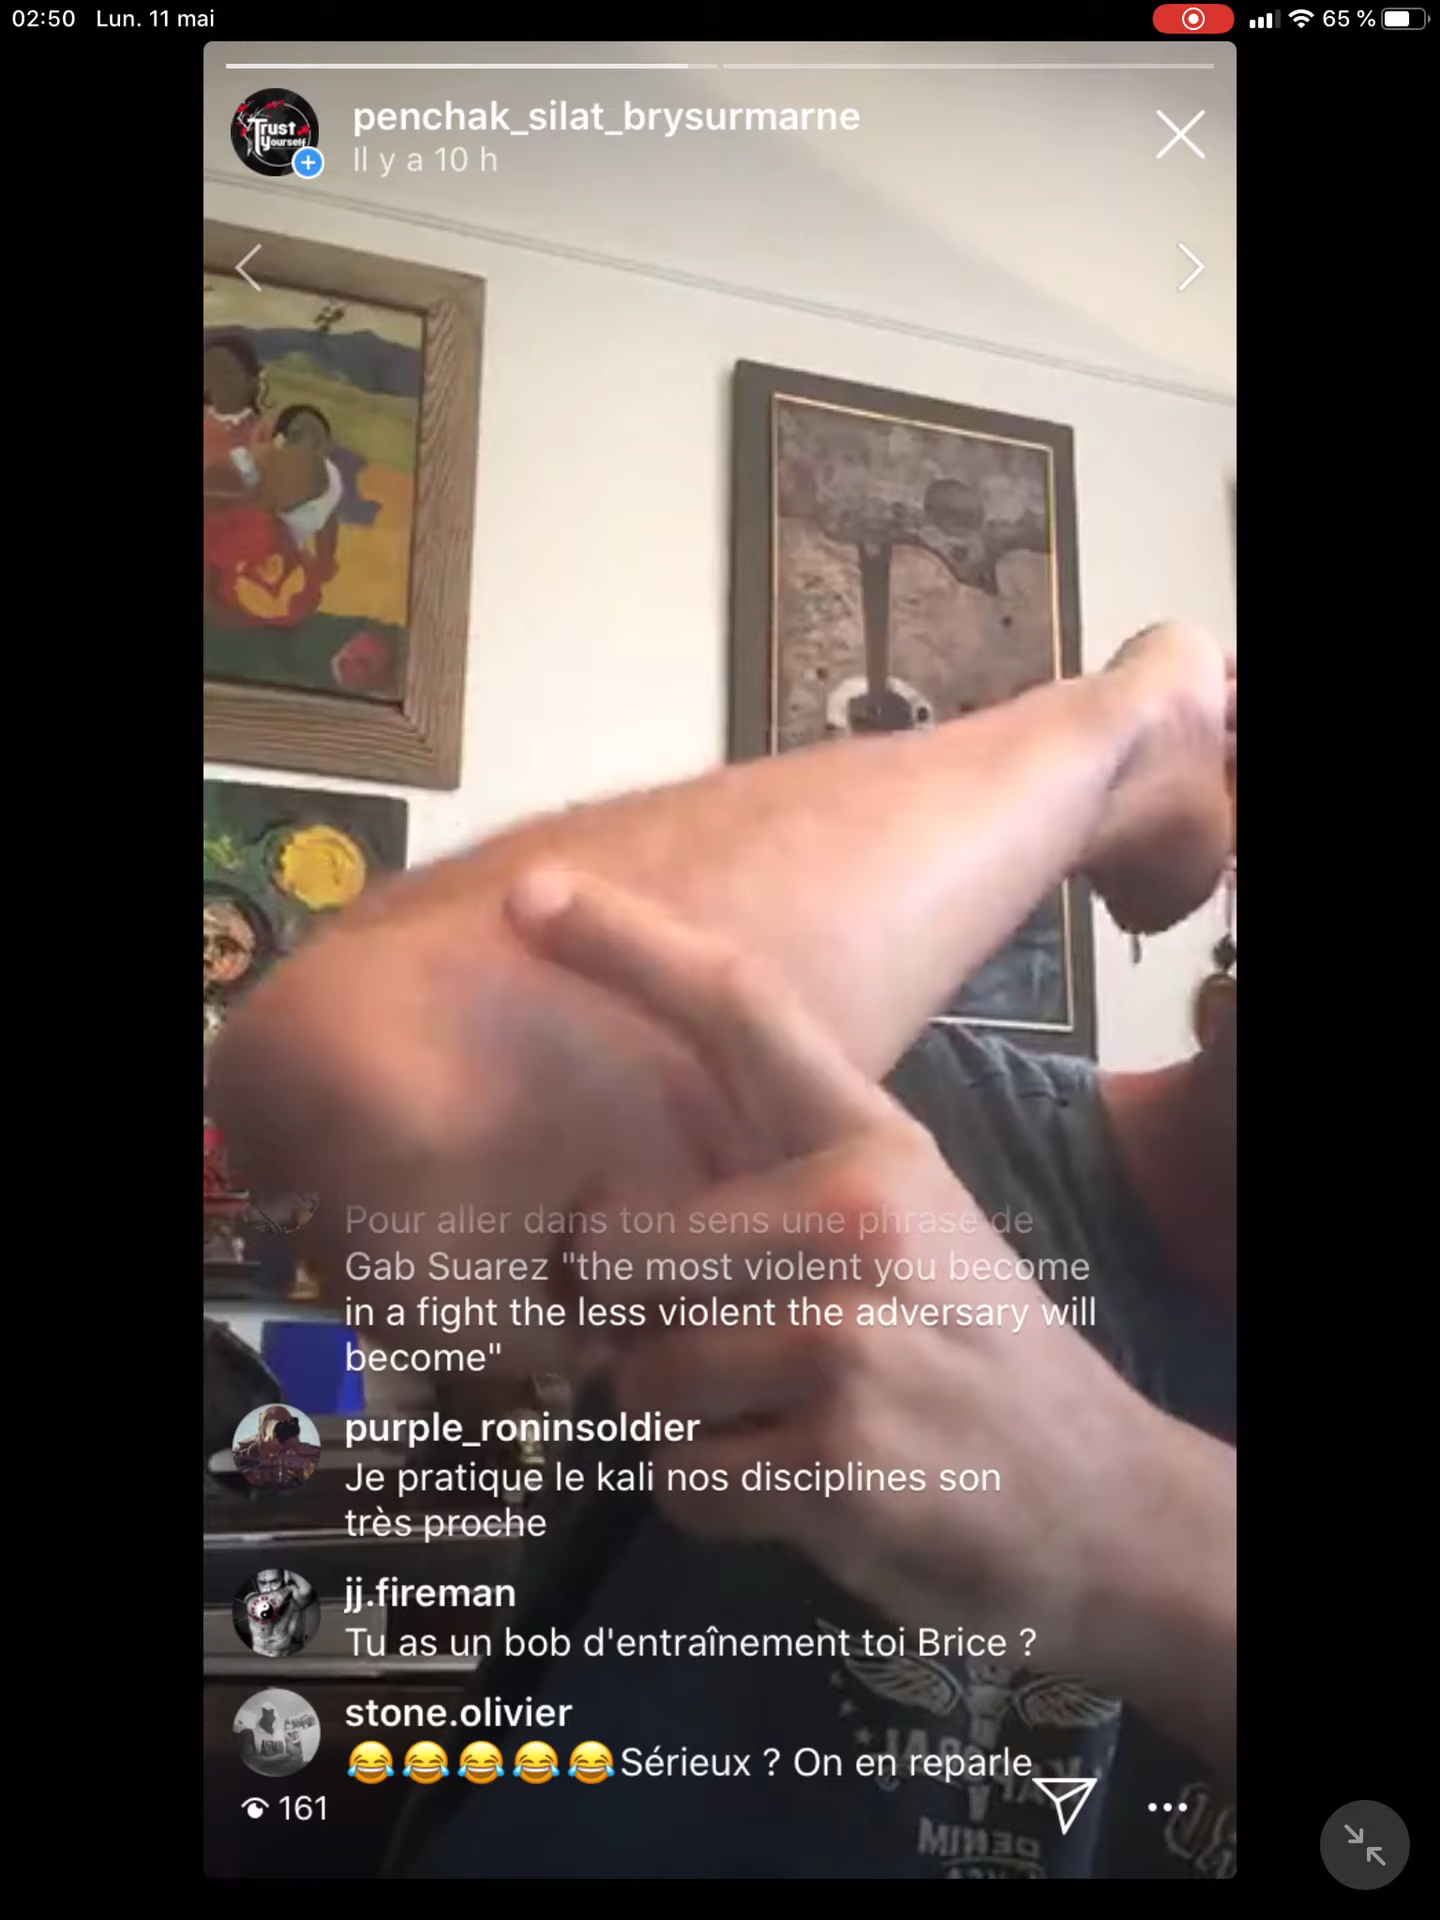 02:50 Lun. 11 mai
65 %
Trust
Yourself
penchak_silat_brysurmarne
Il y a 10 h
Pour aller dans ton sens une phrase de
Gab Suarez "the most violent you become
in a fight the less violent the adversary will
become"
purple_roninsoldier
Je pratique le kali nos disciplines son
très proche
jj.fireman
Tu as un bob d'entraînement toi Brice ?
stone.olivier
😂😂😂😂😂Sérieux ? On en reparle
161
DENIM